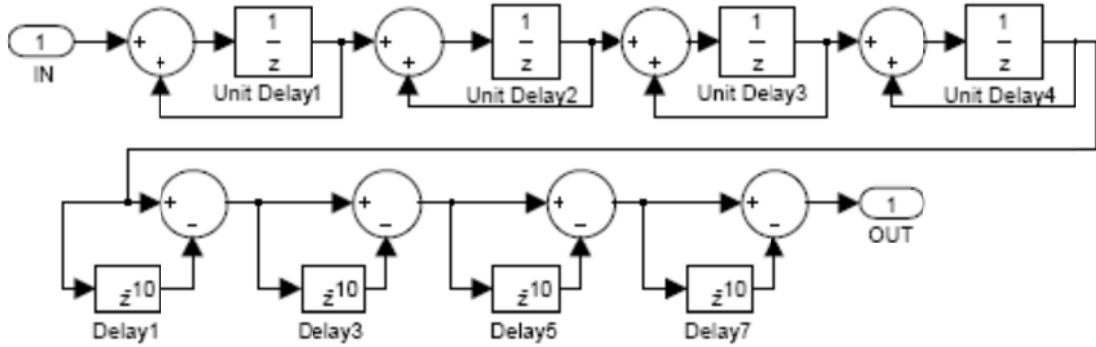 1
IN
+
+
1
z
Unit Delay1
+
+
1
z
Unit Delay2
+
+
1
z
Unit Delay3
+
+
1
z
Unit Delay4
+
-
z-10
Delay1
+
-
z-10
Delay3
+
-
z-10
Delay5
+
-
z-10
Delay7
1
OUT